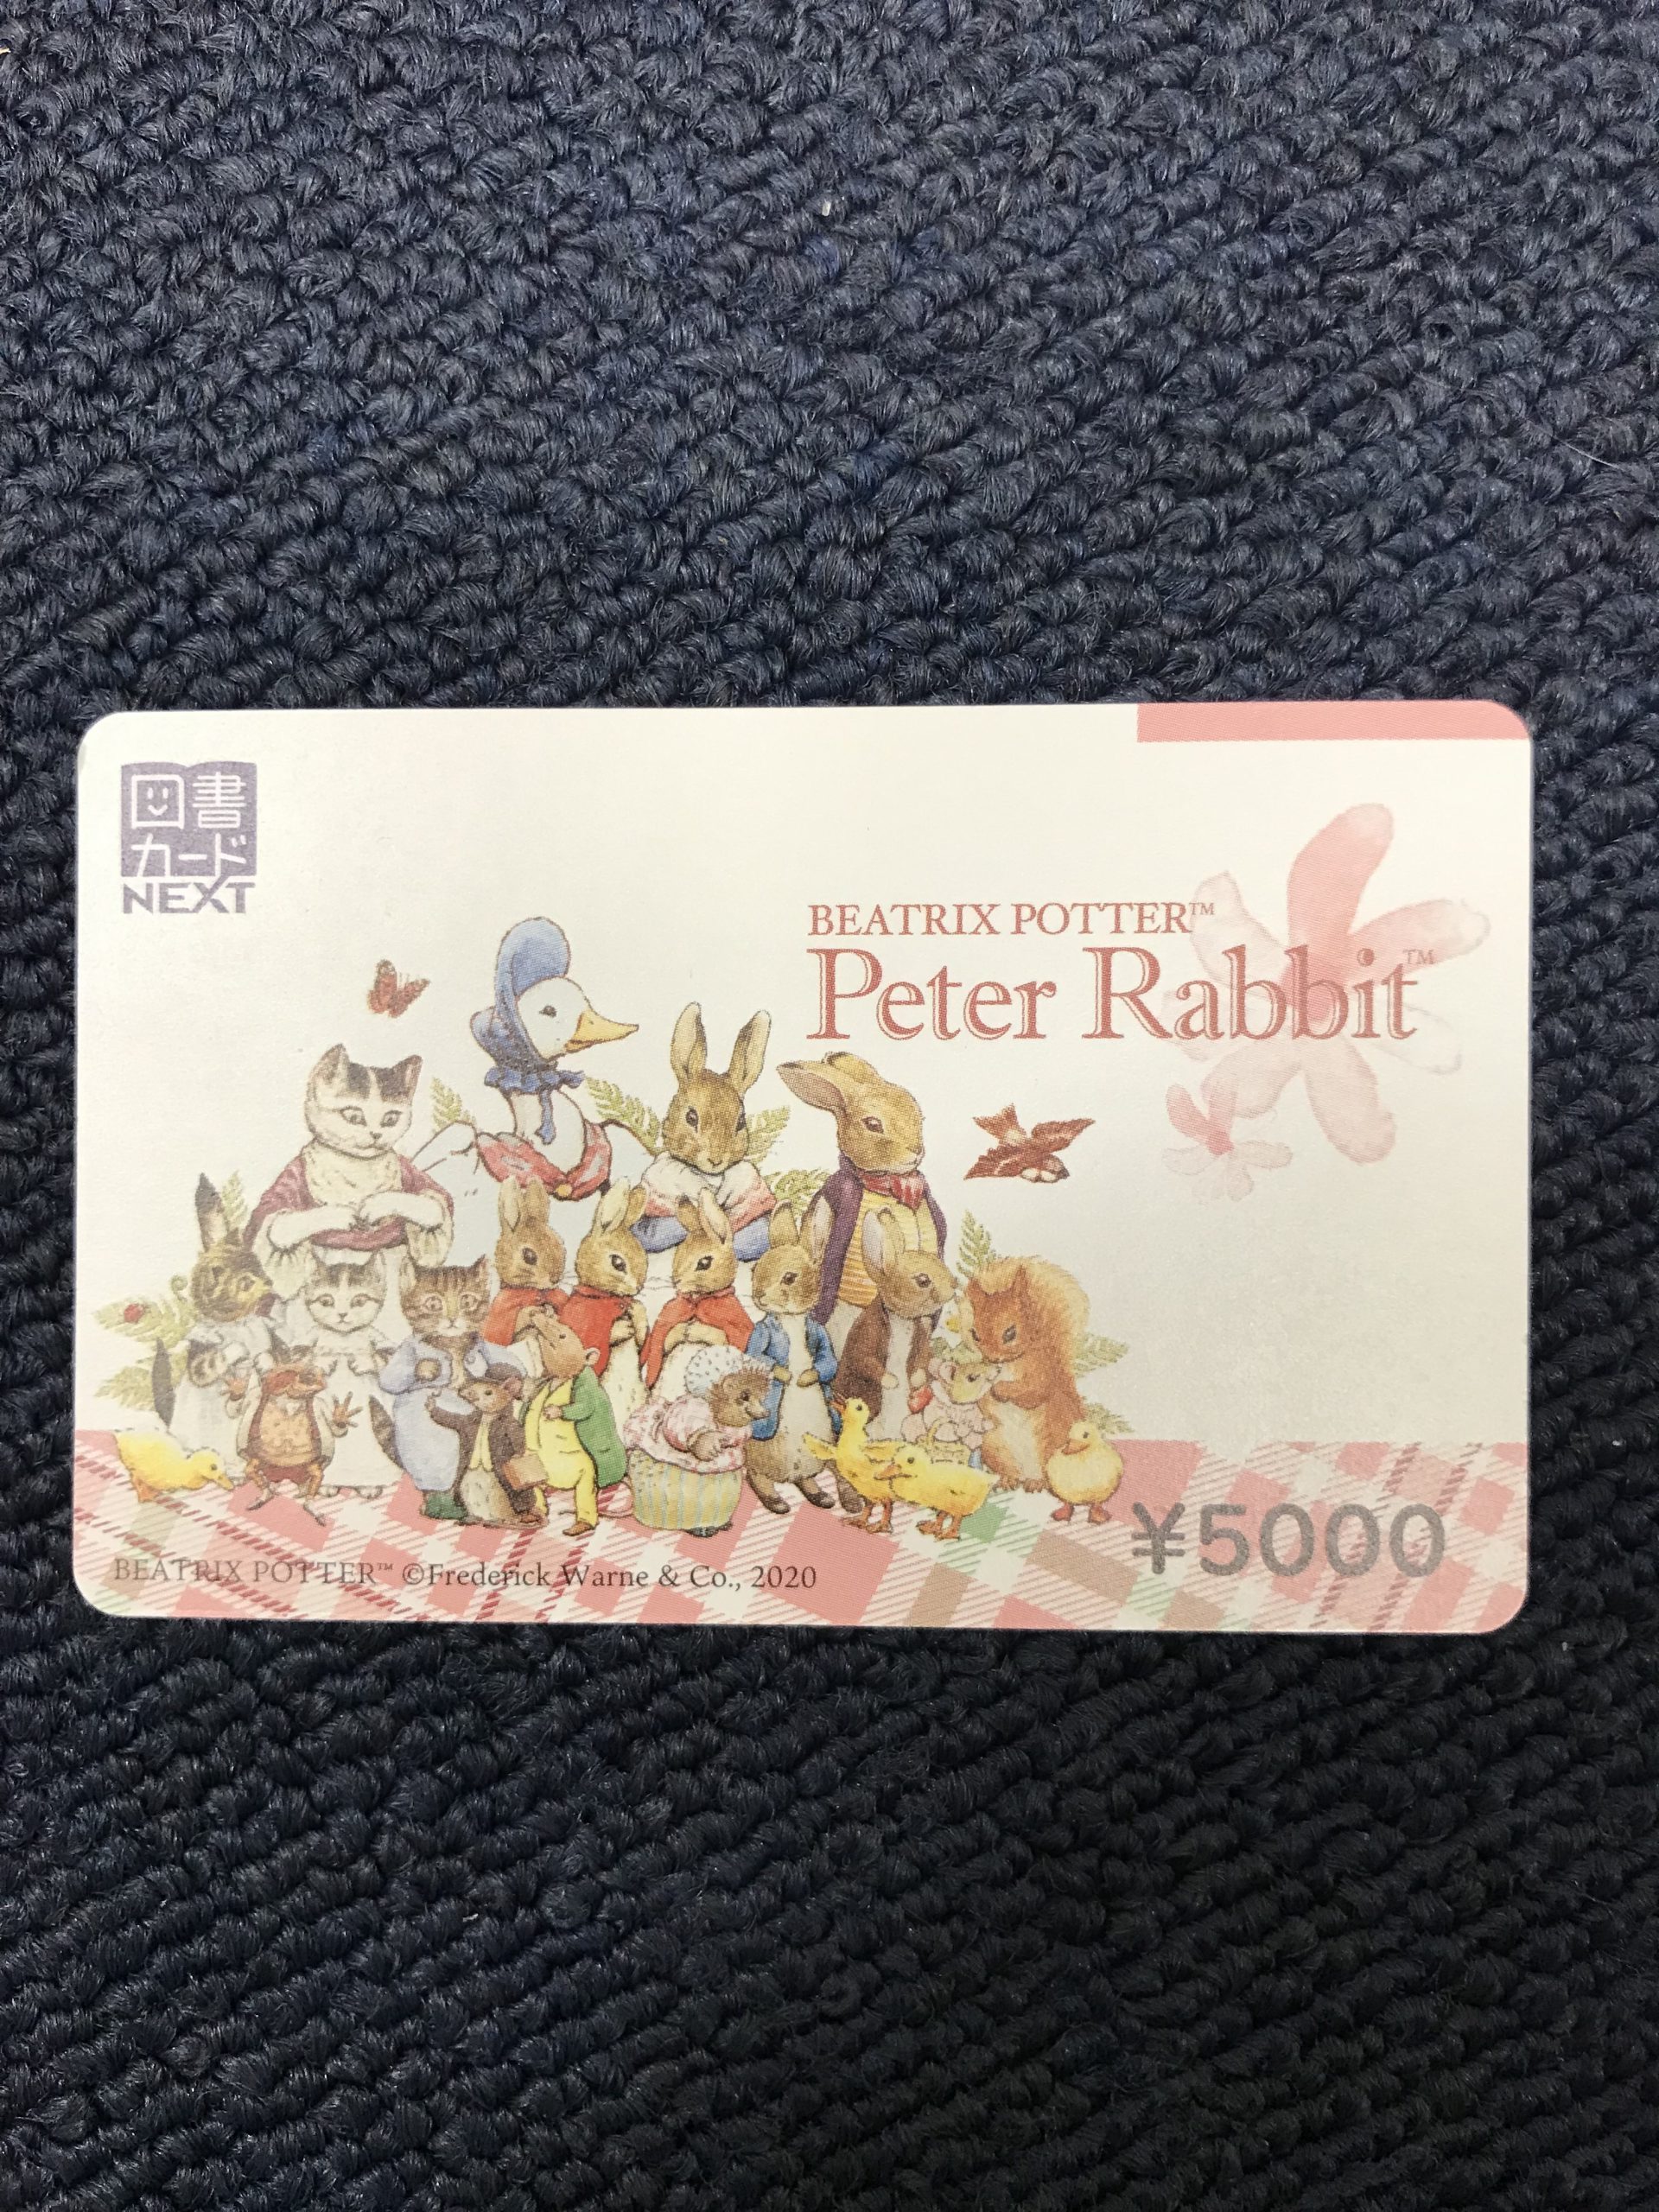 図書
カード
NEXT
BEATRIX POTTER™
Peter Rabbit™
¥5000
BEATRIX POTTER™ ©Frederick Warne & Co., 2020